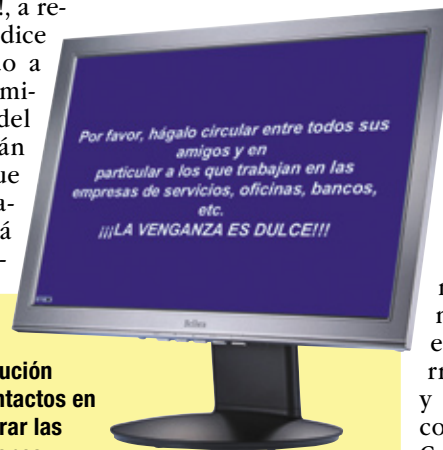 !, a re-
dice
o a
mi-
del
án
ue
a-
á
-
Por favor, hágalo circular entre todos sus
amigos y en
particular a los que trabajan en las
empresas de servicios, oficinas, bancos,
etc.
¡¡¡LA VENGANZA ES DULCE!!!
ución
ntactos en
rar las
r
e
rr
y
co